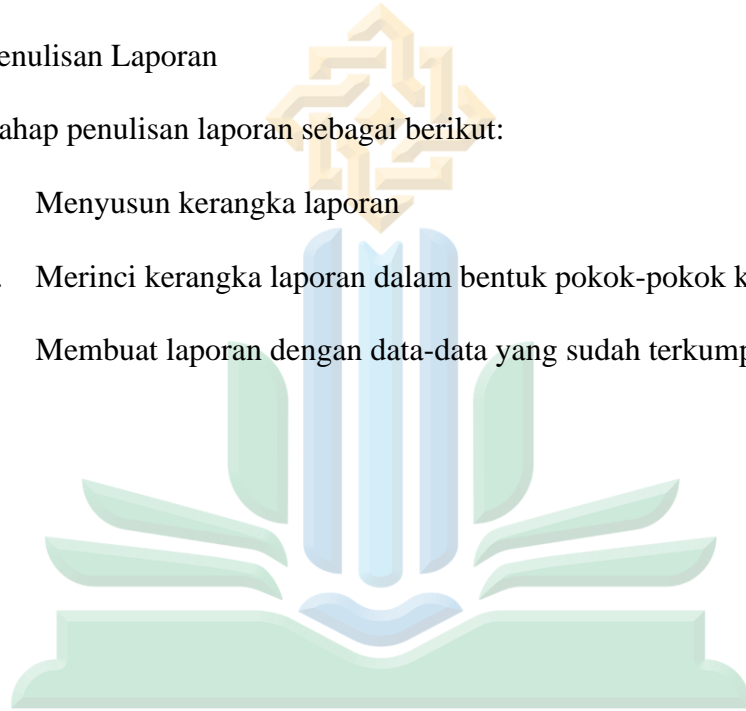 enulisan Laporan
ahap penulisan laporan sebagai berikut:
Menyusun kerangka laporan
. Merinci kerangka laporan dalam bentuk pokok-pokok k
Membuat laporan dengan data-data yang sudah terkump